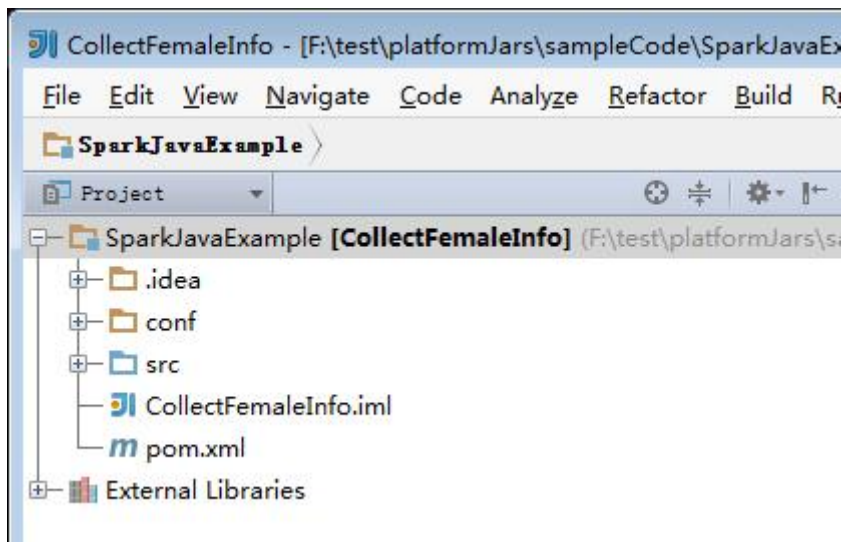 CollectFemaleInfo - [F:\test\platformJars\sampleCode\SparkJavaEx
File Edit View Navigate Code Analyze Refactor Build
SparkJavaExample
Project
SparkJavaExample [CollectFemaleInfo] (F:\test\platformJars\sa
.idea
conf
src
CollectFemaleInfo.iml
pom.xml
External Libraries